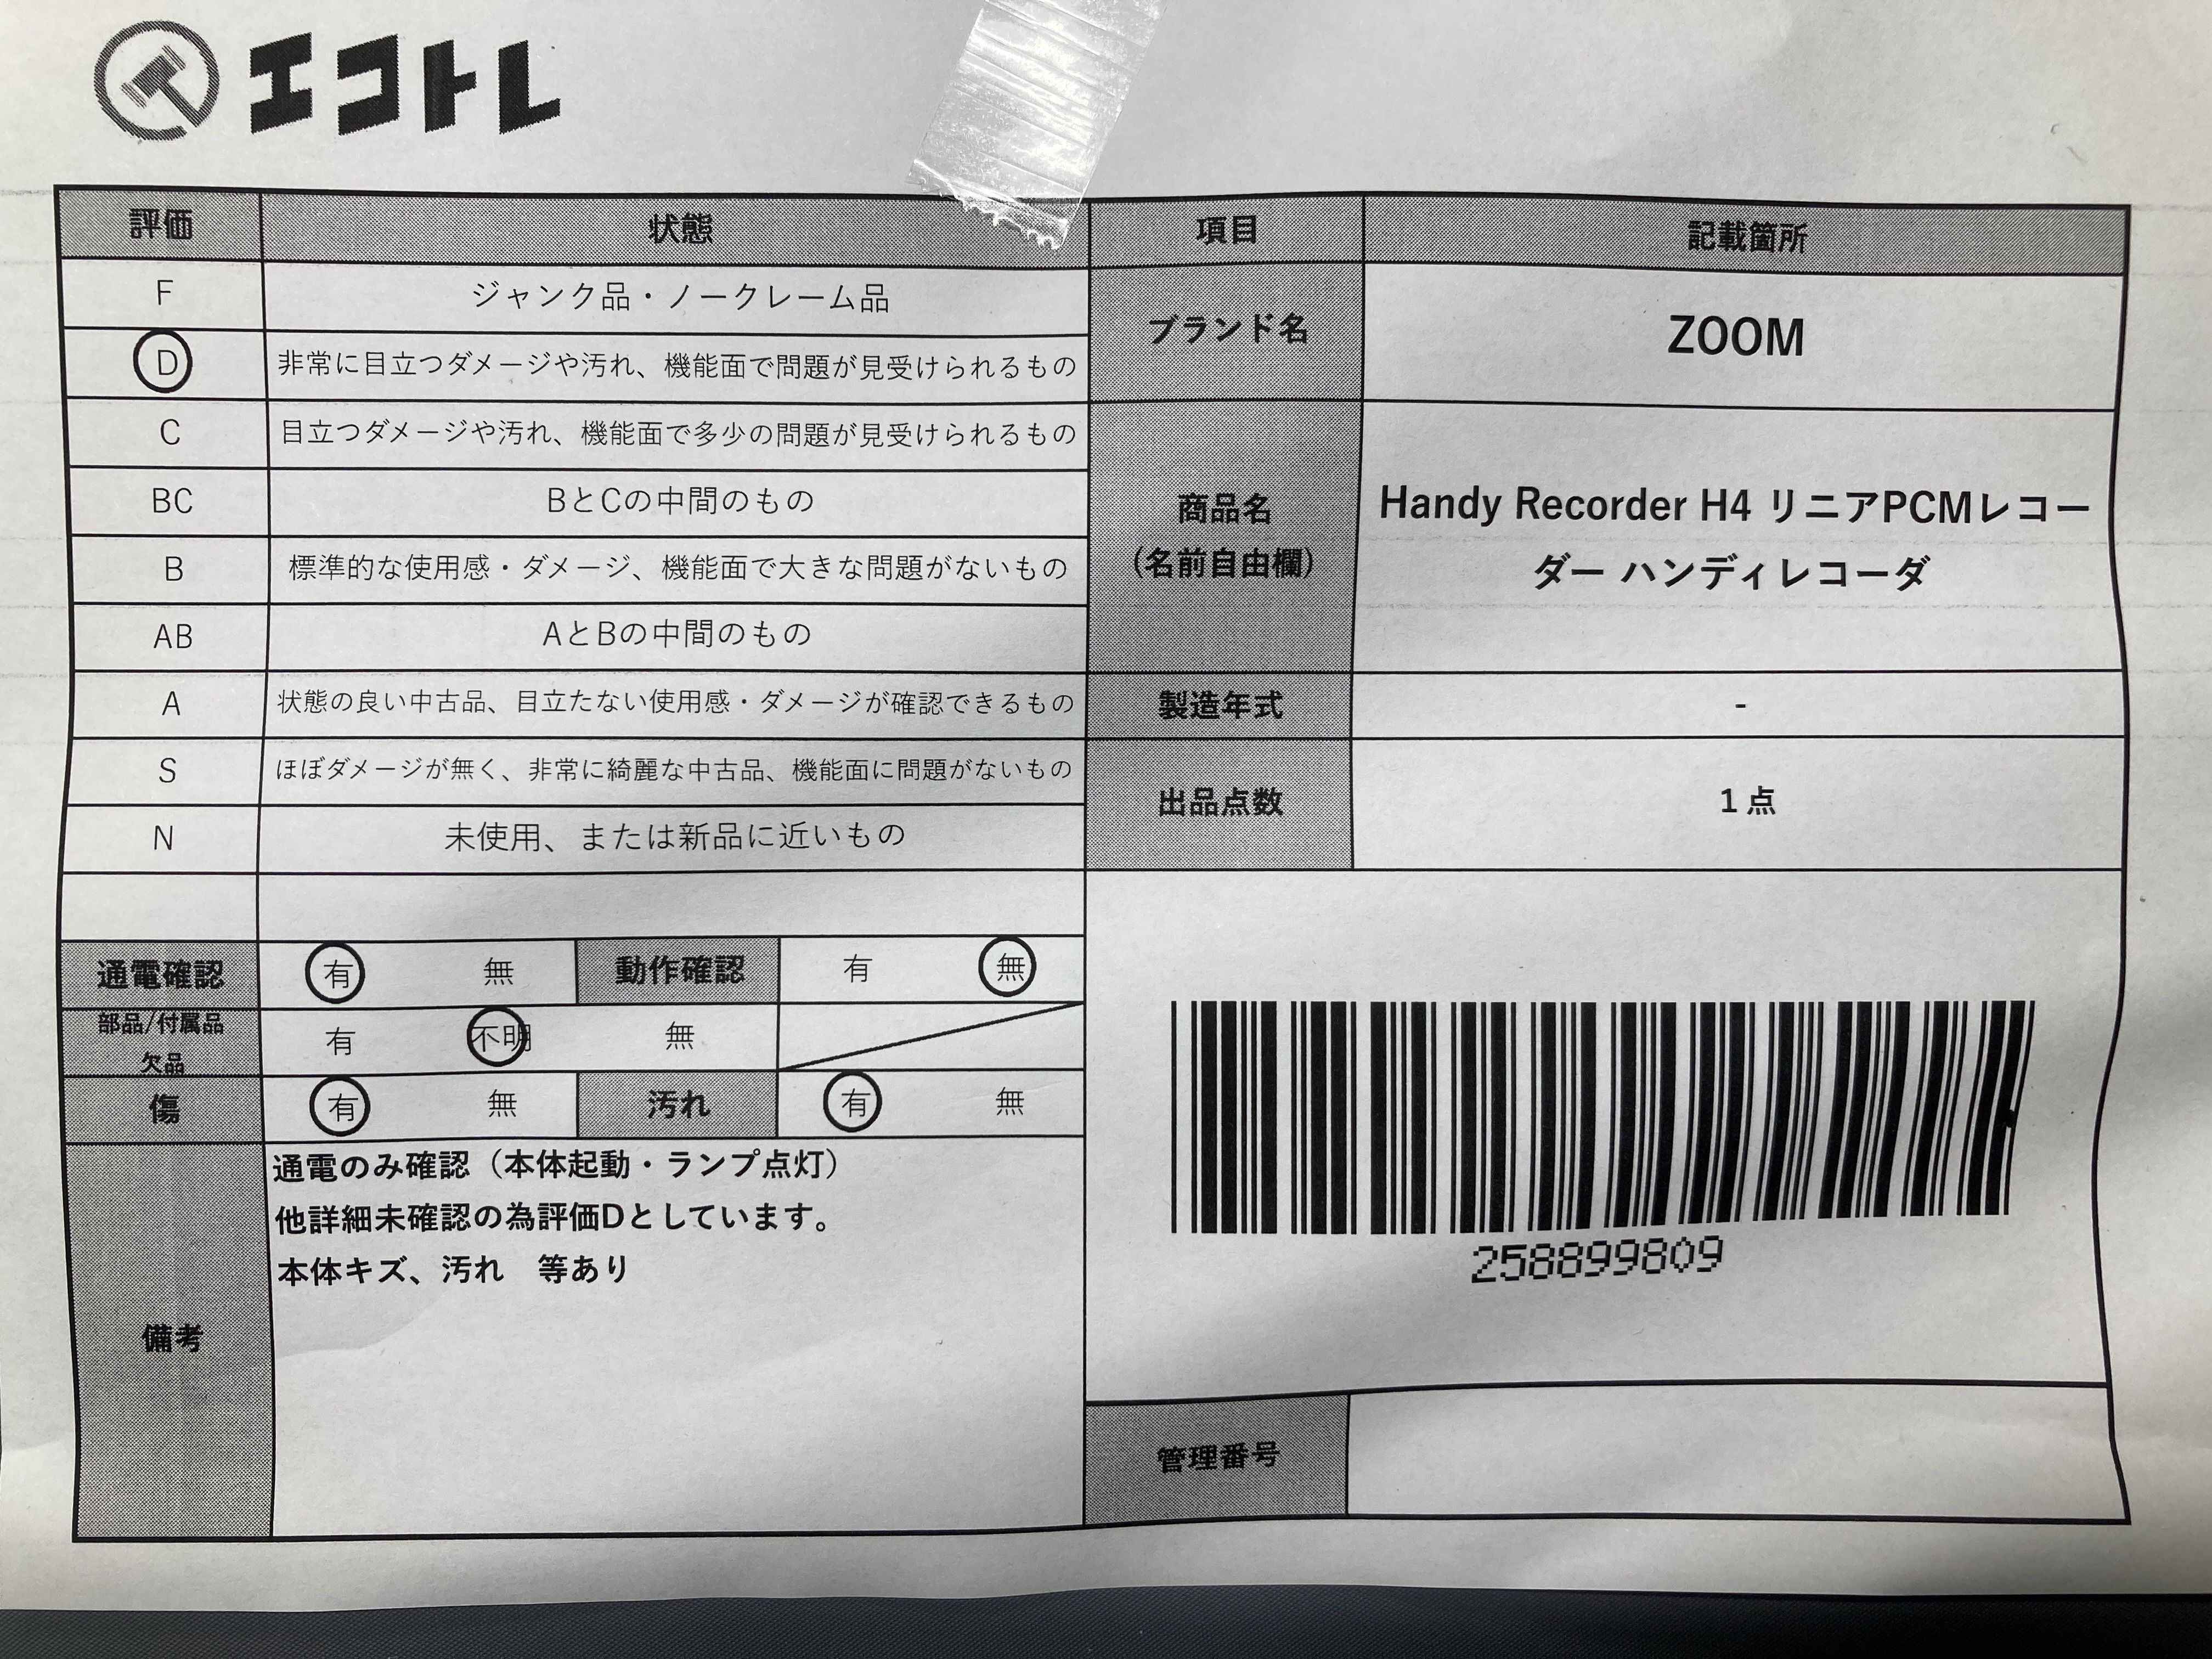 エコトレ
評価 状態 項目 記載箇所
F ジャンク品・ノークレーム品
D 非常に目立つダメージや汚れ、機能面で問題が見受けられるもの
C 目立つダメージや汚れ、機能面で多少の問題が見受けられるもの
BC BとCの中間のもの
B 標準的な使用感・ダメージ、機能面で大きな問題がないもの
AB AとBの中間のもの
A 状態の良い中古品、目立たない使用感・ダメージが確認できるもの
S ほぼダメージが無く、非常に綺麗な中古品、機能面に問題がないもの
N 未使用、または新品に近いもの
ブランド名 ZOOM
商品名
(名前自由欄)
Handy Recorder H4 リニアPCMレコー
ダー ハンディレコーダ
製造年式 -
出品点数 1点
通電確認 有 無 動作確認 有 無
部品/付属品
欠品
有 不明 無
傷 有 無 汚れ 有 無
備考
通電のみ確認（本体起動・ランプ点灯）
他詳細未確認の為評価Dとしています。
本体キズ、汚れ　等あり
258899809
管理番号